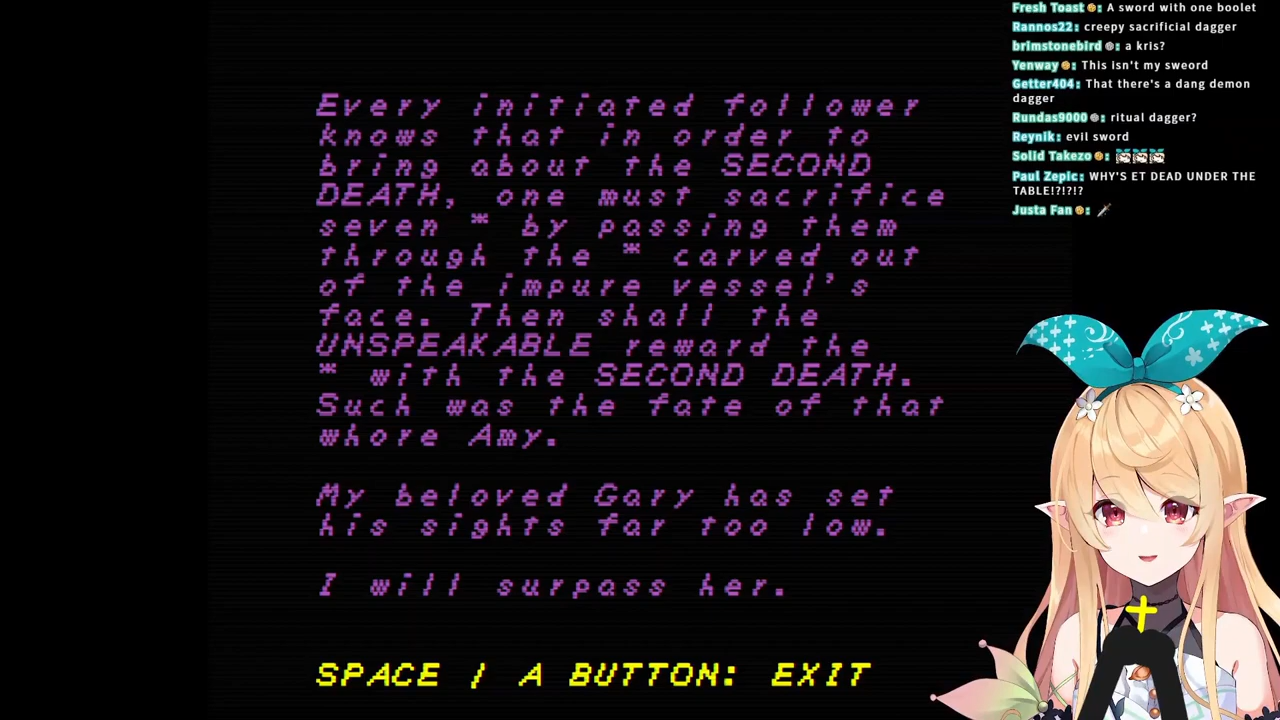 Every initiated follower
knows that in order to
bring about the SECOND
DEATH, one must sacrifice
seven * by passing them
through the * carved out
of the impure vessel's
face. Then shall the
UNSPEAKABLE reward the
* with the SECOND DEATH.
Such was the fate of that
whore Amy.
My beloved Gary has set
his sights far too low.
I will surpass her.
SPACE / A BUTTON: EXIT
Fresh Toast: A sword with one boolet
Rannos22: creepy sacrificial dagger
brimstonebird: a kris?
Yenway: This isn't my sweord
Getter404: That there's a dang demon
dagger
Rundas9000: ritual dagger?
Reynik: evil sword
Solid Takezo:
Paul Zepic: WHY'S ET DEAD UNDER THE
TABLE!?!?!?
Justa Fan: